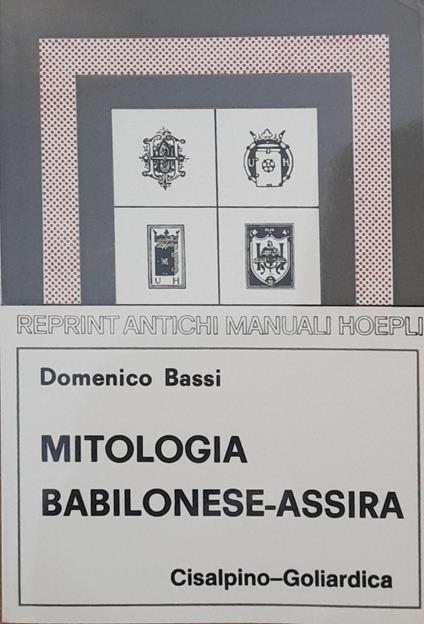 U H
U H
REPRINT ANTICHI MANUALI HOEPLI
Domenico Bassi
MITOLOGIA
BABILONESE-ASSIRA
Cisalpino–Goliardica